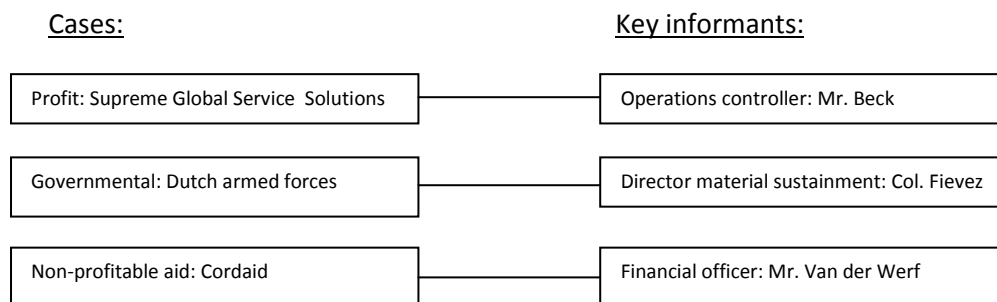 Cases: Key informants:
Profit: Supreme Global Service Solutions Operations controller: Mr. Beck
Governmental: Dutch armed forces Director material sustainment: Col. Fievez
Non-profitable aid: Cordaid Financial officer: Mr. Van der Werf